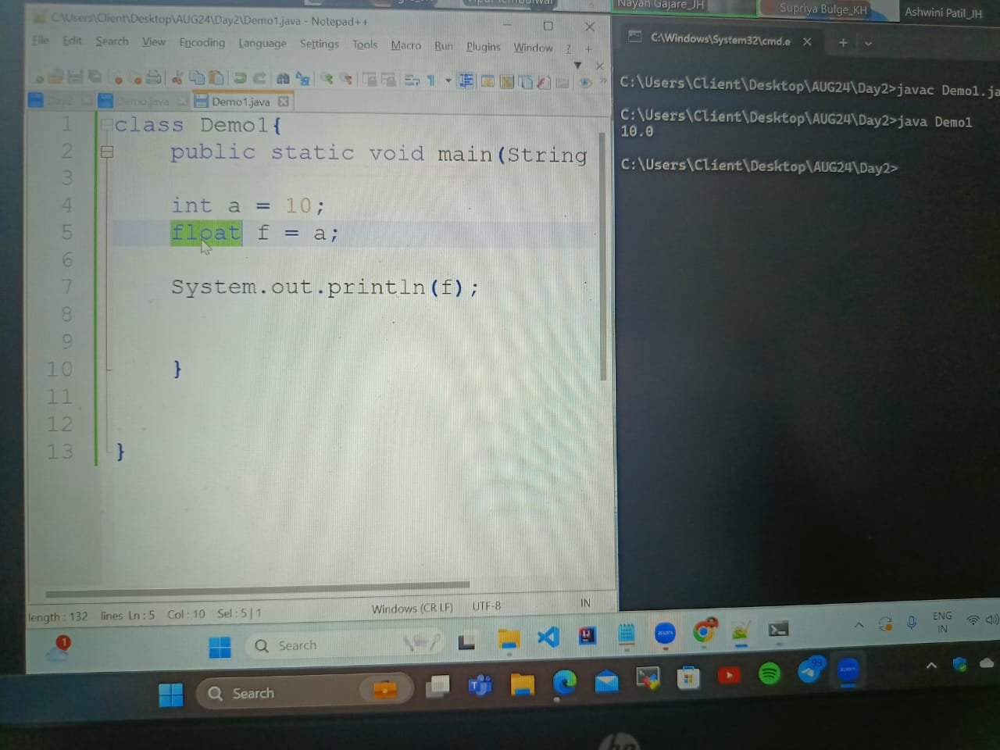 C:\Users\Client\Desktop\AUG24\Day2\Demo1.java - Notepad++
File Edit Search View Encoding Language Settings Tools Macro Run Plugins Window ? +
Demo.java
Demo1.java
1 class Demo1{
2 public static void main(String
3
4 int a = 10;
5 float f = a;
6
7 System.out.println(f);
8
9
10 }
11
12
13 }
length : 132 lines Ln : 5 Col : 10 Sel : 5 | 1 Windows (CR LF) UTF-8 IN
Nayan Gajare_JH
Supriya Bulge_KH
Ashwini Patil_JH
C:\Windows\System32\cmd.e
C:\Users\Client\Desktop\AUG24\Day2>javac Demo1.ja
C:\Users\Client\Desktop\AUG24\Day2>java Demo1
10.0
C:\Users\Client\Desktop\AUG24\Day2>
1
Search
zoom
ENG
IN
Search
99
zoom
hp